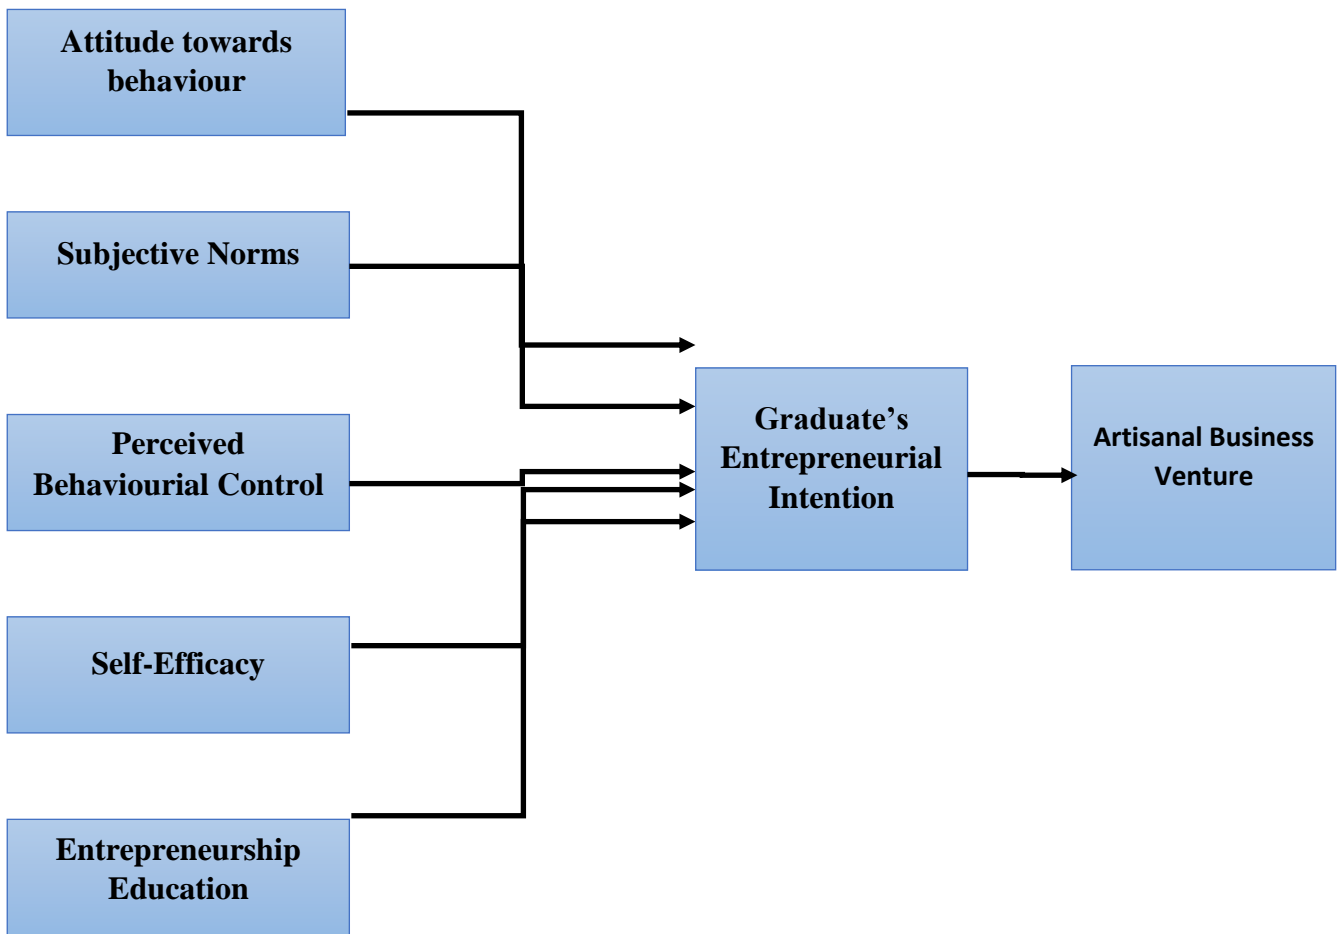 Attitude towards
behaviour
Subjective Norms
Perceived
Behaviourial Control
Self-Efficacy
Entrepreneurship
Education
Graduate’s
Entrepreneurial
Intention
Artisanal Business
Venture